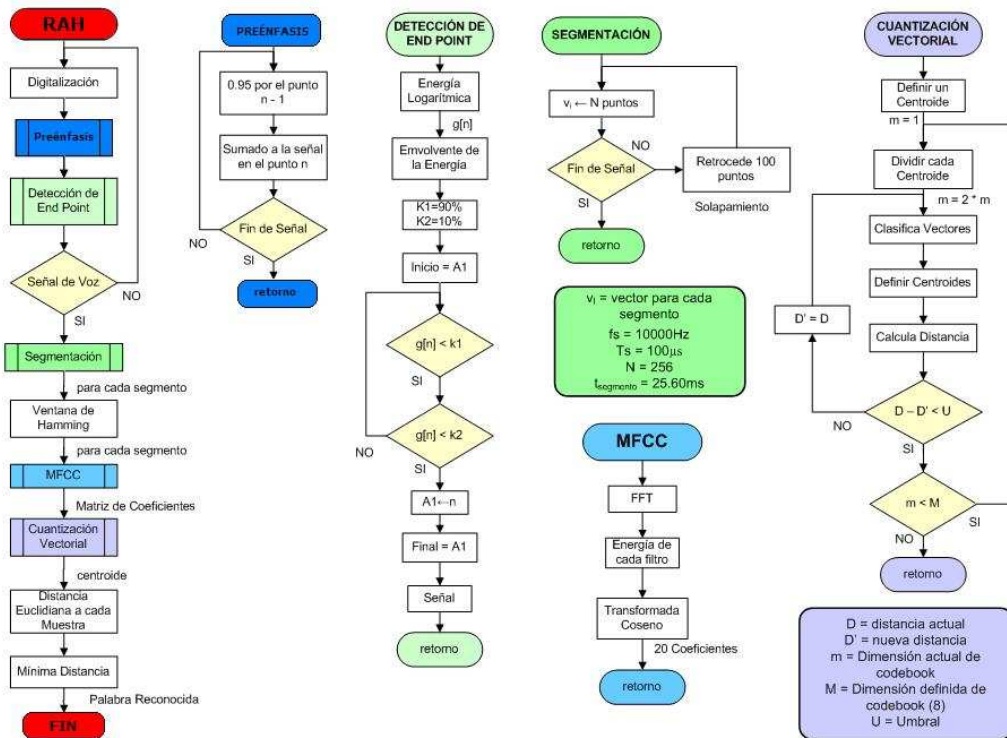 RAH
Digitalización
Preénfasis
Detección de
End Point
Señal de Voz
NO
SI
Segmentación
para cada segmento
Ventana de
Hamming
para cada segmento
MFCC
Matriz de Coeficientes
Cuantización
Vectorial
centroide
Distancia
Euclidiana a cada
Muestra
Mínima Distancia
Palabra Reconocida
FIN
PREÉNFASIS
0.95 por el punto
n - 1
Sumado a la señal
en el punto n
Fin de Señal
NO
SI
retorno
DETECCIÓN DE
END POINT
Energía
Logarítmica
g[n]
Emvolvente de
la Energía
K1=90%
K2=10%
Inicio = A1
g[n] < k1
SI
g[n] < k2
NO
SI
A1←n
Final = A1
Señal
retorno
SEGMENTACIÓN
vᵢ ← N puntos
NO
Fin de Señal
Retrocede 100
puntos
Solapamiento
SI
retorno
vᵢ = vector para cada
segmento
fs = 10000Hz
Ts = 100µs
N = 256
tsegmento = 25.60ms
MFCC
FFT
Energía de
cada filtro
Transformada
Coseno
20 Coeficientes
retorno
CUANTIZACIÓN
VECTORIAL
Definir un
Centroide
m = 1
Dividir cada
Centroide
m = 2 * m
Clasifica Vectores
Definir Centroides
D' = D
Calcula Distancia
D – D' < U
NO
SI
m < M
SI
NO
retorno
D = distancia actual
D' = nueva distancia
m = Dimensión actual de
codebook
M = Dimensión definida de
codebook (8)
U = Umbral